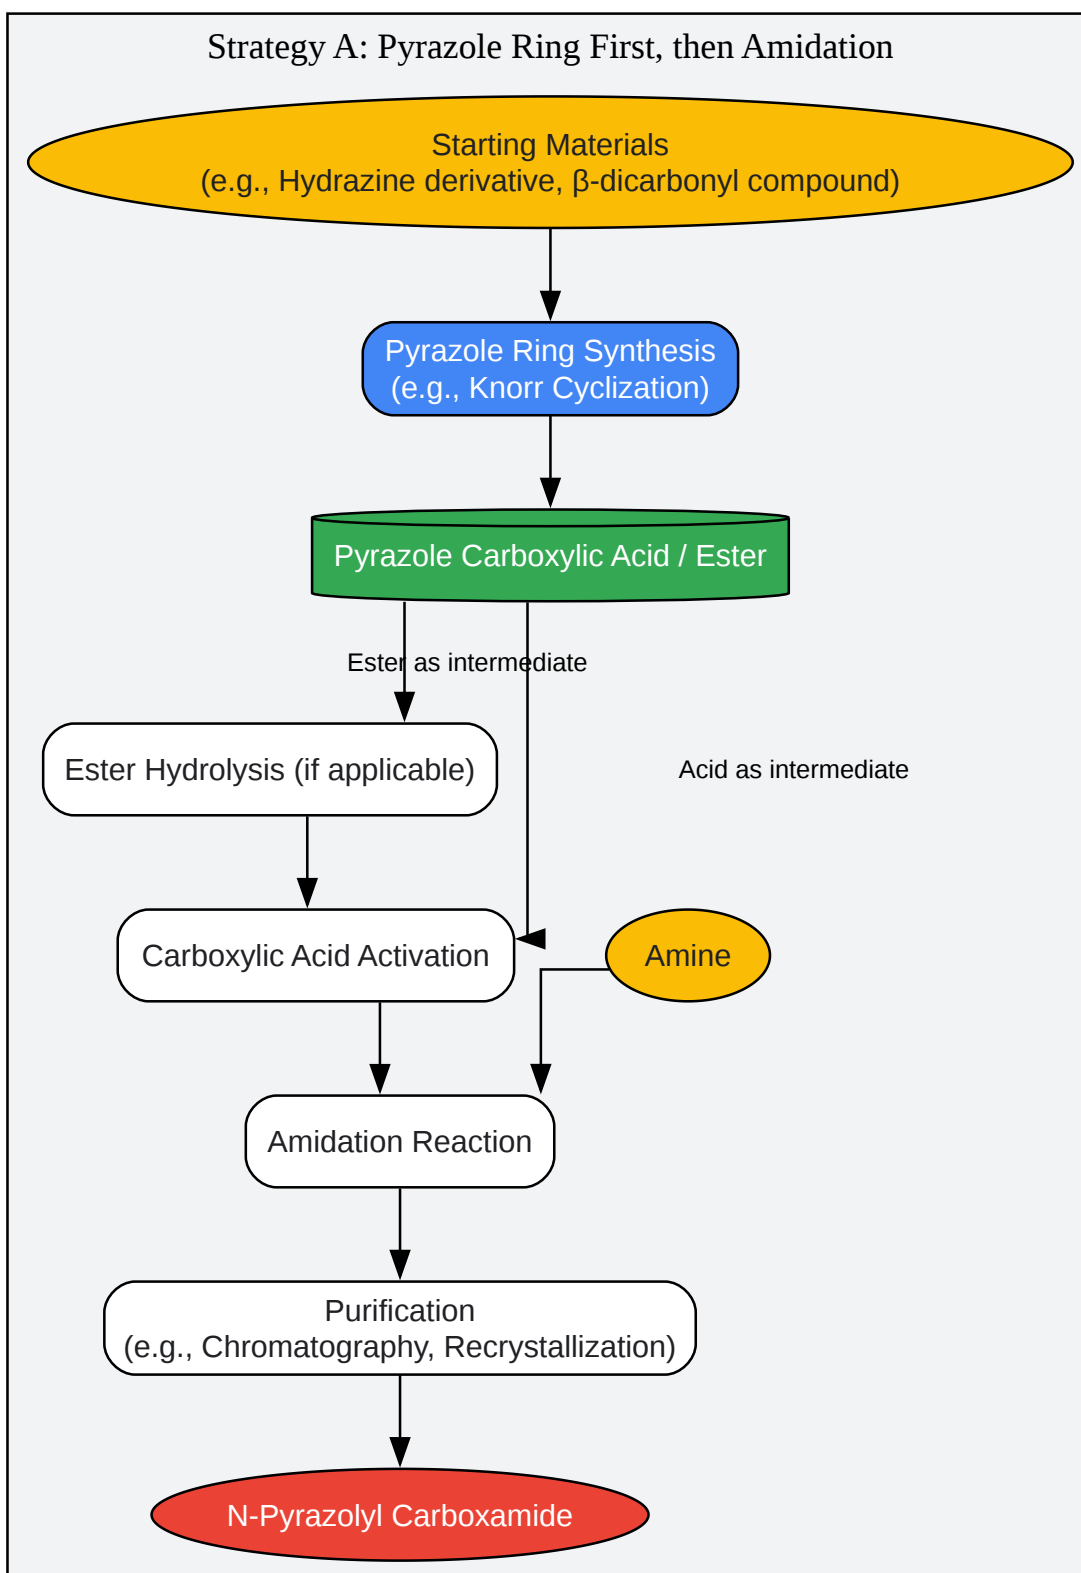 Strategy A: Pyrazole Ring First, then Amidation
Starting Materials
(e.g., Hydrazine derivative, β-dicarbonyl compound)
Pyrazole Ring Synthesis
(e.g., Knorr Cyclization)
Pyrazole Carboxylic Acid / Ester
Ester as intermediate
Ester Hydrolysis (if applicable)
Acid as intermediate
Carboxylic Acid Activation
Amine
Amidation Reaction
Purification
(e.g., Chromatography, Recrystallization)
N-Pyrazolyl Carboxamide